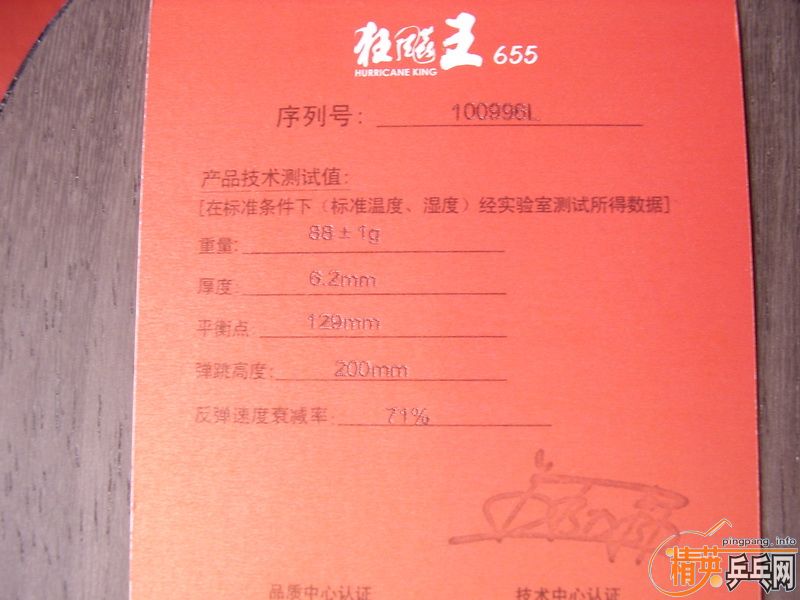 狂飚王 655
HURRICANE KING
序列号: 100996L
产品技术测试值:
[在标准条件下（标准温度、湿度）经实验室测试所得数据]
重量: 88±1g
厚度: 6.2mm
平衡点: 129mm
弹跳高度: 200mm
反弹速度衰减率: 71%
品质中心认证 技术中心认证
pingpang.info
精英乒乓网